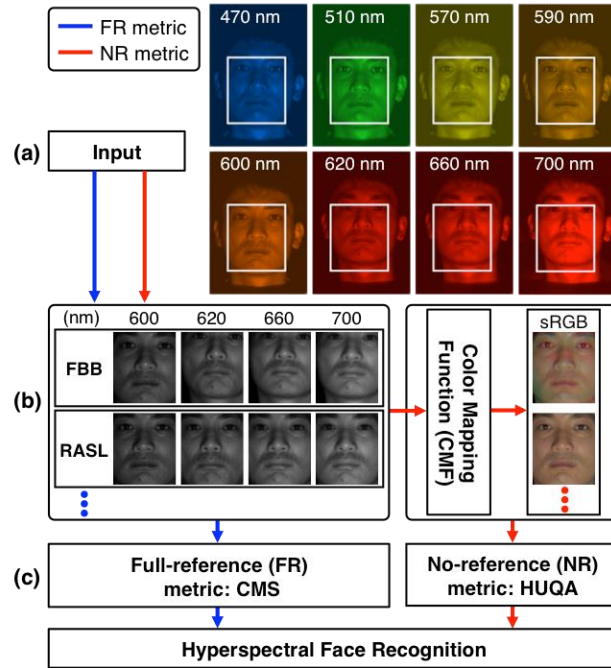 FR metric
NR metric
470 nm 510 nm 570 nm 590 nm
(a) Input
600 nm 620 nm 660 nm 700 nm
(b)
(nm) 600 620 660 700
FBB
RASL
Color Mapping
Function (CMF)
sRGB
(c)
Full-reference (FR)
metric: CMS
No-reference (NR)
metric: HUQA
Hyperspectral Face Recognition